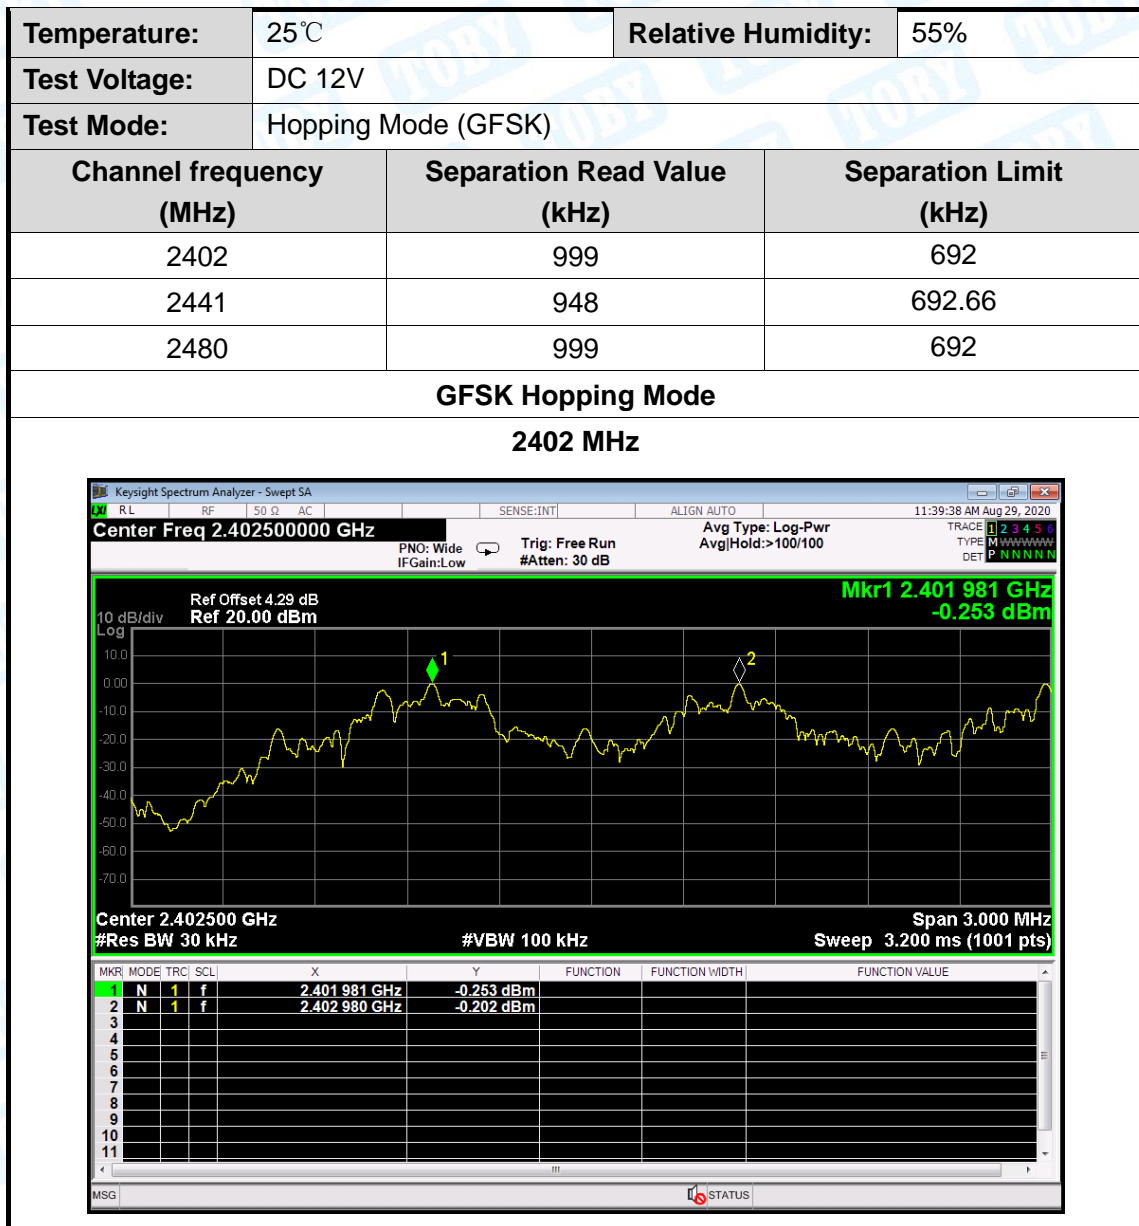 Temperature: 25℃ Relative Humidity: 55%
Test Voltage: DC 12V
Test Mode: Hopping Mode (GFSK)
Channel frequency (MHz) Separation Read Value (kHz) Separation Limit (kHz)
2402 999 692
2441 948 692.66
2480 999 692
GFSK Hopping Mode
2402 MHz
Keysight Spectrum Analyzer - Swept SA
LXI RL RF 50 Ω AC SENSE:INT ALIGN AUTO 11:39:38 AM Aug 29, 2020
Center Freq 2.402500000 GHz Avg Type: Log-Pwr TRACE 1 2 3 4 5 6
PNO: Wide Trig: Free Run Avg|Hold:>100/100 TYPE M WWWWW
IFGain:Low #Atten: 30 dB DET P N N N N N
Mkr1 2.401 981 GHz
Ref Offset 4.29 dB
10 dB/div Ref 20.00 dBm -0.253 dBm
Log
10.0
1 2
0.00
-10.0
-20.0
-30.0
-40.0
-50.0
-60.0
-70.0
Center 2.402500 GHz Span 3.000 MHz
#Res BW 30 kHz #VBW 100 kHz Sweep 3.200 ms (1001 pts)
MKR MODE TRC SCL X Y FUNCTION FUNCTION WIDTH FUNCTION VALUE
1 N 1 f 2.401 981 GHz -0.253 dBm
2 N 1 f 2.402 980 GHz -0.202 dBm
3
4
5
6
7
8
9
10
11
MSG STATUS
TOBY